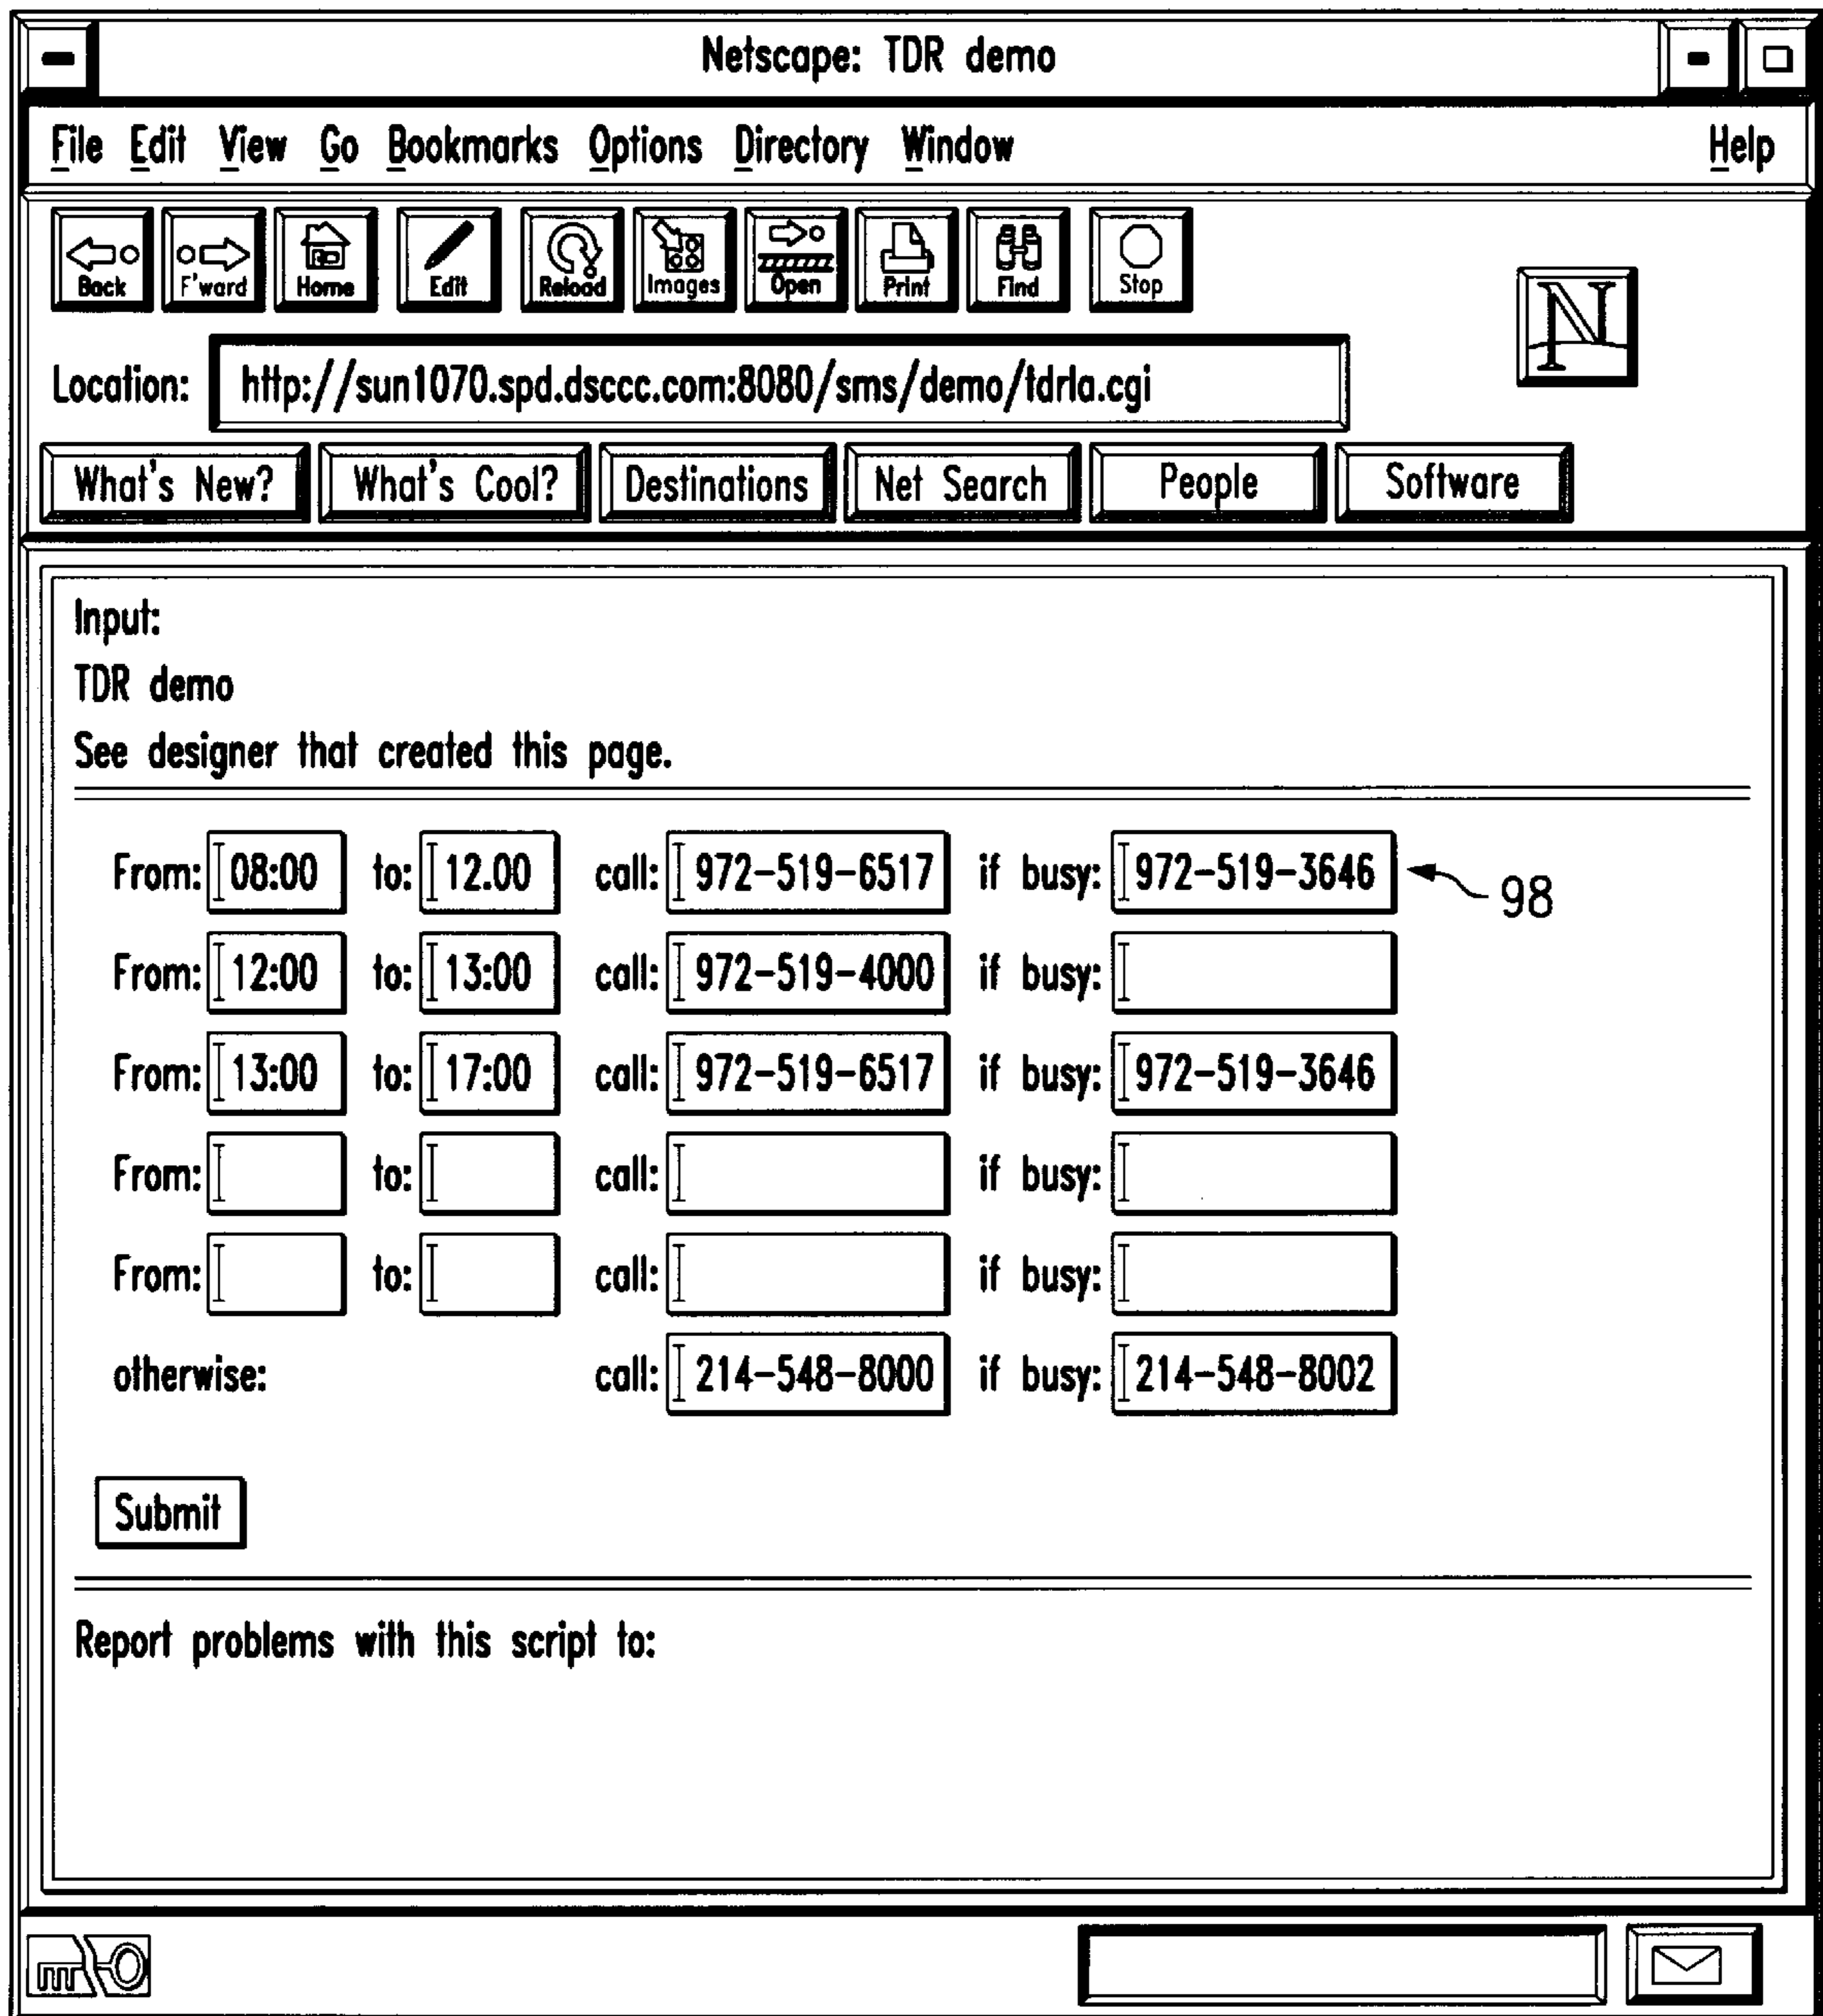 Netscape: TDR demo
File Edit View Go Bookmarks Options Directory Window Help
Back F'ward Home Edit Reload Images Open Print Find Stop
N
Location: http://sun1070.spd.dsccc.com:8080/sms/demo/tdrla.cgi
What's New? What's Cool? Destinations Net Search People Software
Input:
TDR demo
See designer that created this page.
From: 08:00 to: 12.00 call: 972-519-6517 if busy: 972-519-3646 98
From: 12:00 to: 13:00 call: 972-519-4000 if busy:
From: 13:00 to: 17:00 call: 972-519-6517 if busy: 972-519-3646
From: to: call: if busy:
From: to: call: if busy:
otherwise: call: 214-548-8000 if busy: 214-548-8002
Submit
Report problems with this script to: